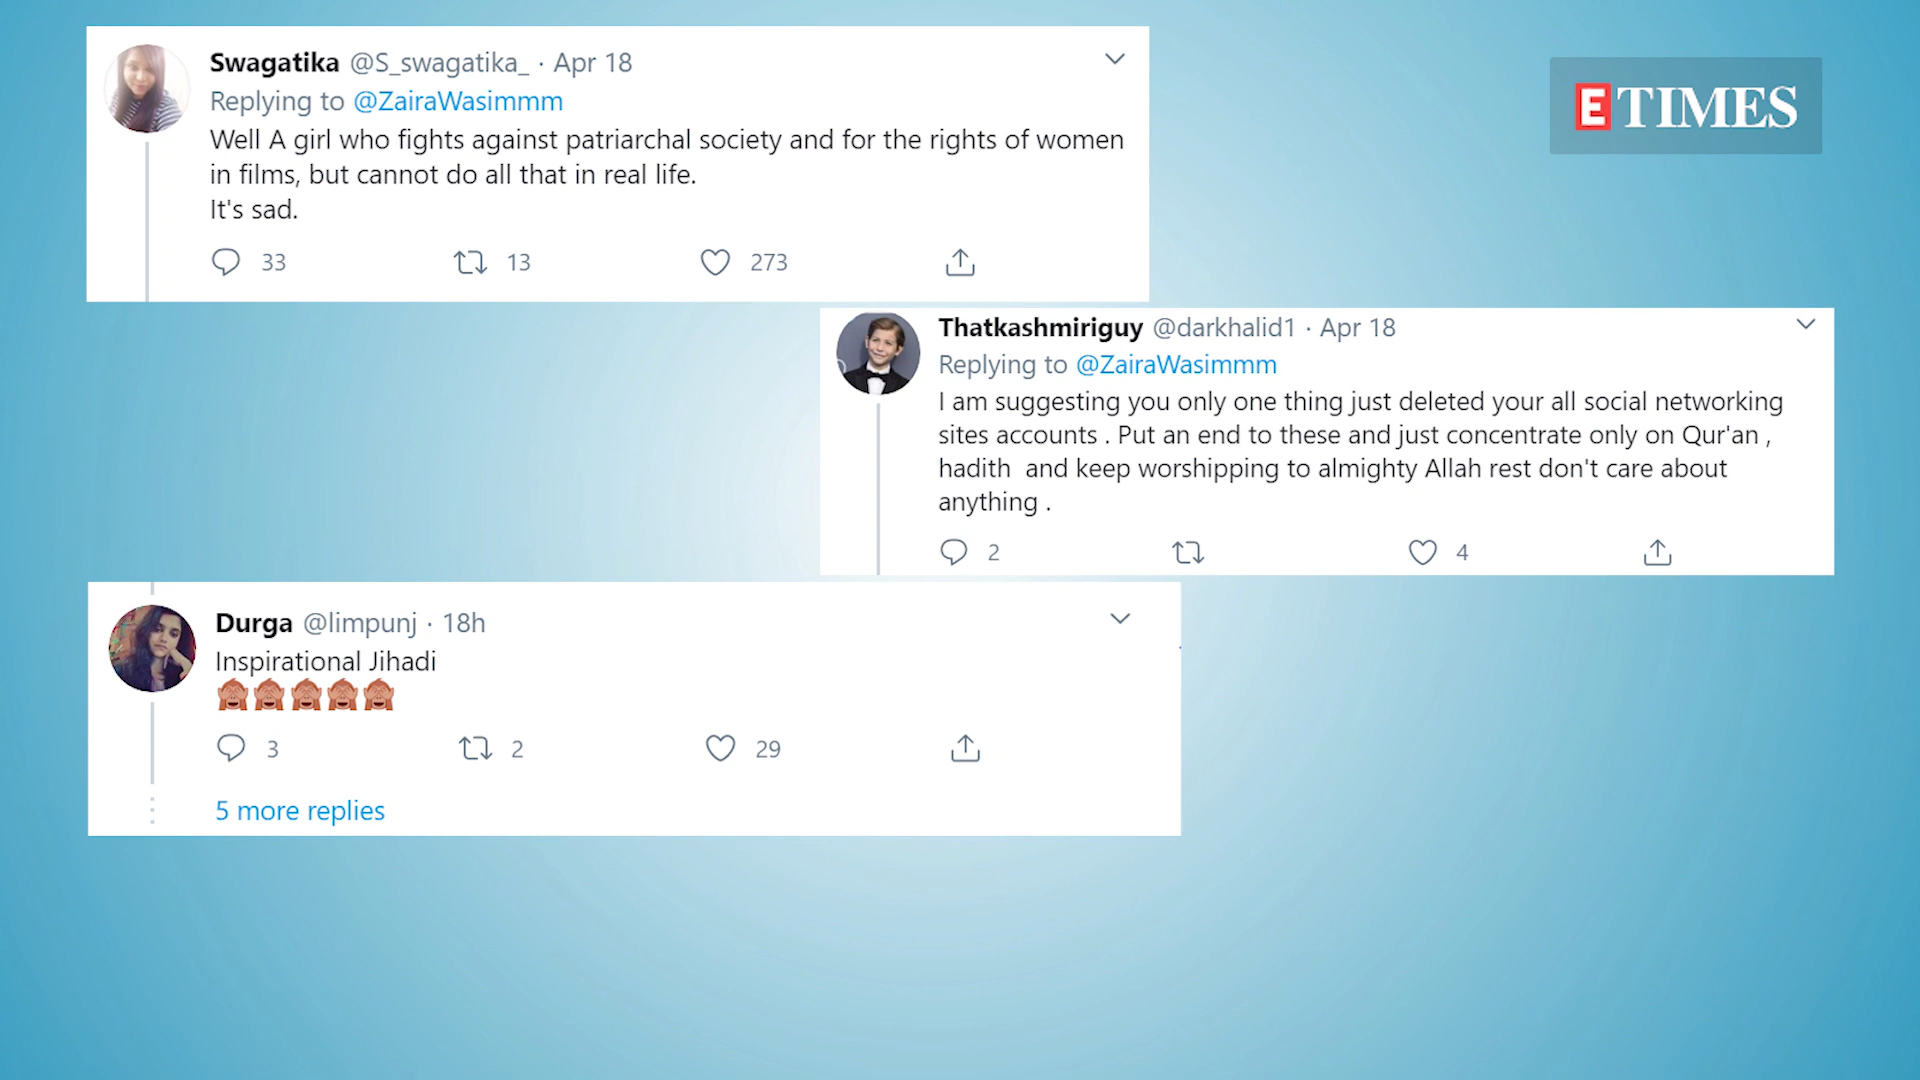 Swagatika @S_swagatika_ · Apr 18
Replying to @ZairaWasimmm
Well A girl who fights against patriarchal society and for the rights of women
in films, but cannot do all that in real life.
It's sad.
33 13 273
ETIMES
Thatkashmiriguy @darkhalid1 · Apr 18
Replying to @ZairaWasimmm
I am suggesting you only one thing just deleted your all social networking
sites accounts . Put an end to these and just concentrate only on Qur'an ,
hadith and keep worshipping to almighty Allah rest don't care about
anything .
2 4
Durga @limpunj · 18h
Inspirational Jihadi
🙈🙈🙈🙈🙈
3 2 29
5 more replies